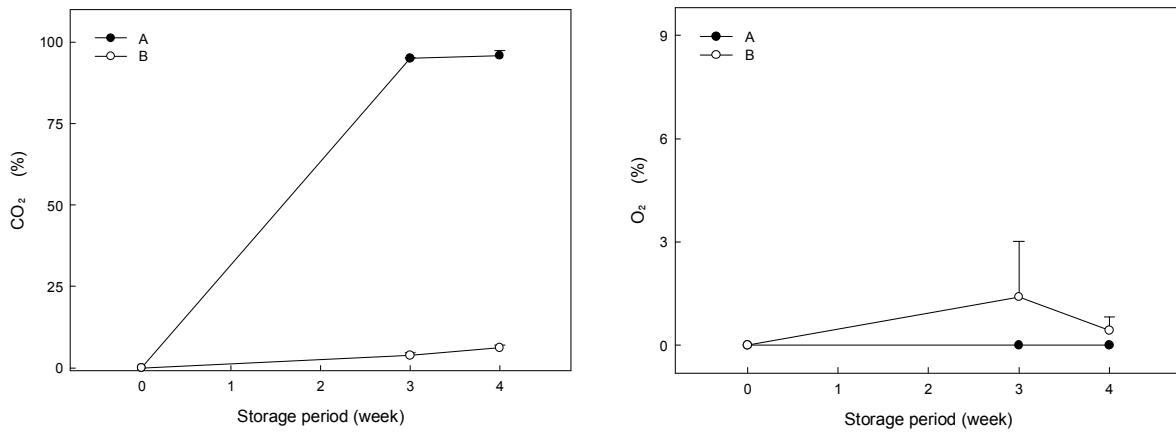 A
B
100
75
50
25
0
CO₂ (%)
0 1 2 3 4
Storage period (week)
A
B
9
6
3
0
O₂ (%)
0 1 2 3 4
Storage period (week)